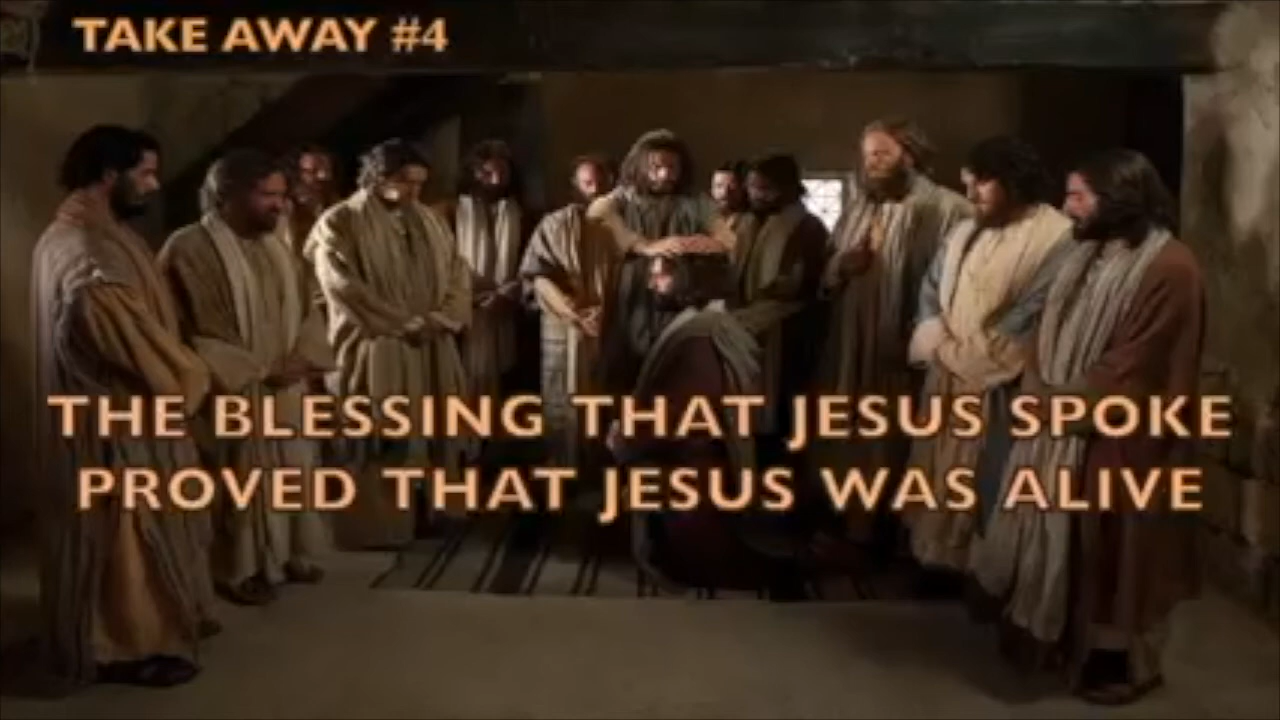 TAKE AWAY #4
THE BLESSING THAT JESUS SPOKE
PROVED THAT JESUS WAS ALIVE